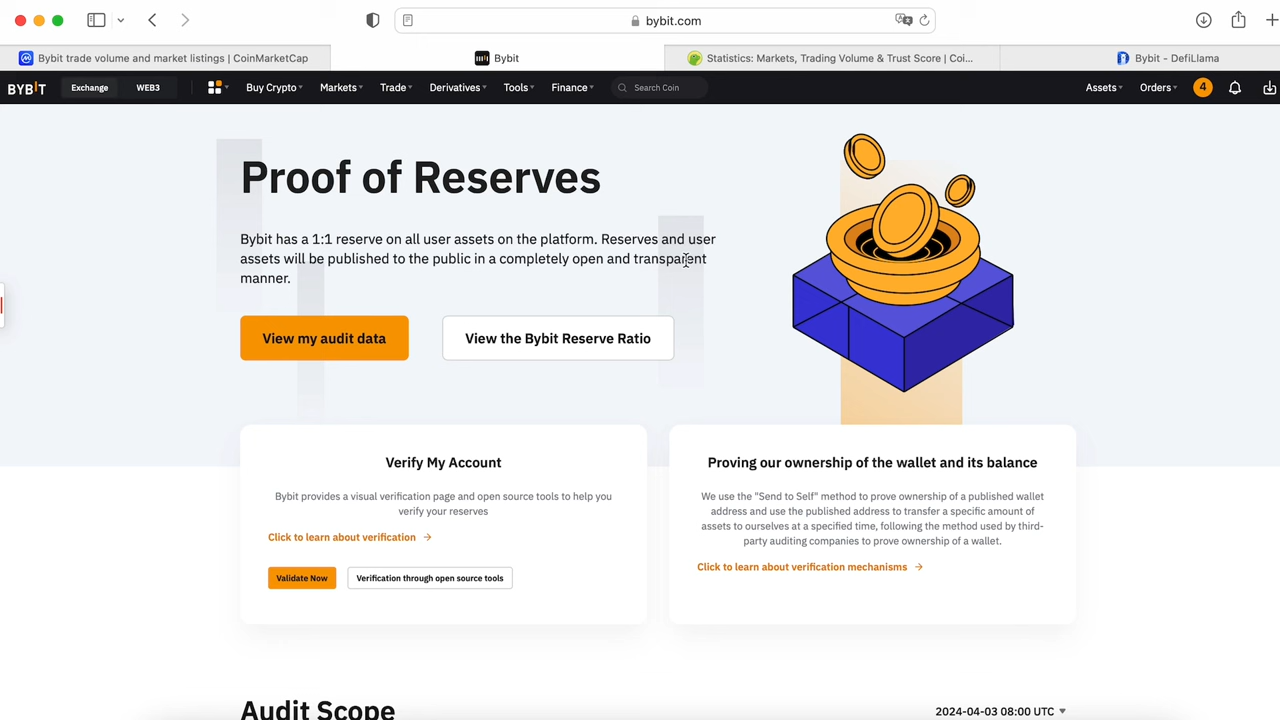 bybit.com
Bybit trade volume and market listings | CoinMarketCap
Bybit
Statistics: Markets, Trading Volume & Trust Score | Coi...
Bybit - DefiLlama
BYBIT Exchange WEB3 Buy Crypto Markets Trade Derivatives Tools Finance Search Coin Assets Orders 4
Proof of Reserves
Bybit has a 1:1 reserve on all user assets on the platform. Reserves and user
assets will be published to the public in a completely open and transparent
manner.
View my audit data
View the Bybit Reserve Ratio
Verify My Account
Bybit provides a visual verification page and open source tools to help you
verify your reserves
Click to learn about verification →
Validate Now
Verification through open source tools
Proving our ownership of the wallet and its balance
We use the "Send to Self" method to prove ownership of a published wallet
address and use the published address to transfer a specific amount of
assets to ourselves at a specified time, following the method used by third-
party auditing companies to prove ownership of a wallet.
Click to learn about verification mechanisms →
Audit Scope
2024-04-03 08:00 UTC